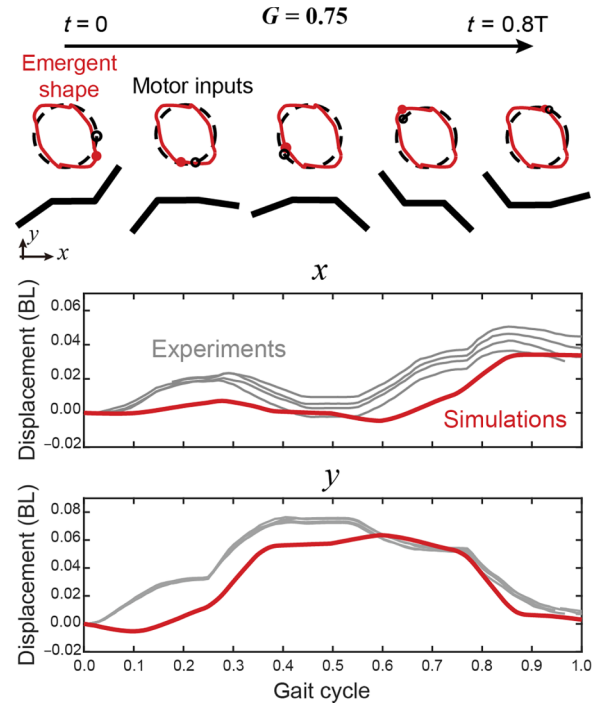 G = 0.75
t = 0
t = 0.8T
Emergent
shape
Motor inputs
y
x
x
Displacement (BL)
0.06
0.04
0.02
0.00
−0.02
Experiments
Simulations
y
Displacement (BL)
0.08
0.06
0.04
0.02
0.00
−0.02
0.0 0.1 0.2 0.3 0.4 0.5 0.6 0.7 0.8 0.9 1.0
Gait cycle